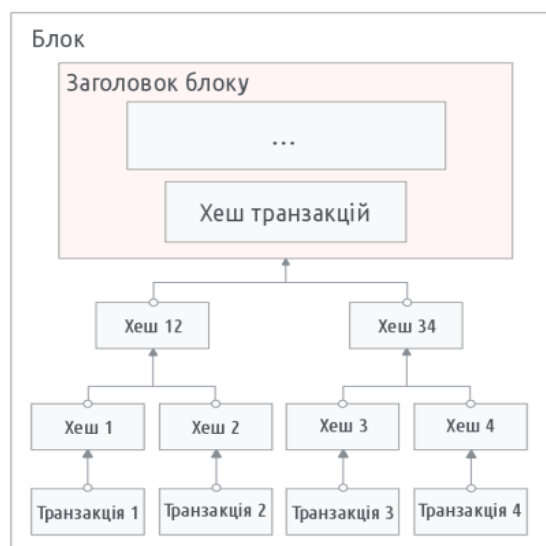 Блок
Заголовок блоку
...
Хеш транзакцій
Хеш 12
Хеш 34
Хеш 1
Хеш 2
Хеш 3
Хеш 4
Транзакція 1
Транзакція 2
Транзакція 3
Транзакція 4